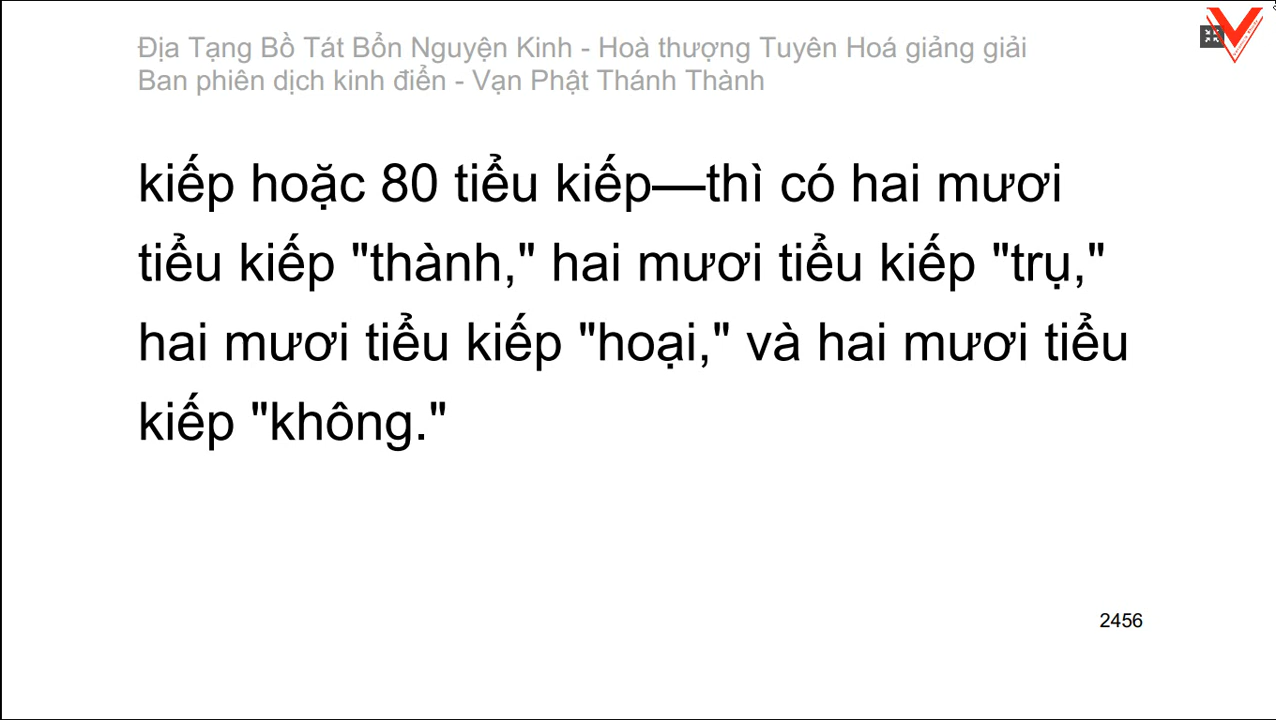 Địa Tạng Bồ Tát Bổn Nguyện Kinh - Hoà thượng Tuyên Hoá giảng giải
Ban phiên dịch kinh điển - Vạn Phật Thánh Thành
kiếp hoặc 80 tiểu kiếp—thì có hai mươi
tiểu kiếp "thành," hai mươi tiểu kiếp "trụ,"
hai mươi tiểu kiếp "hoại," và hai mươi tiểu
kiếp "không."
2456